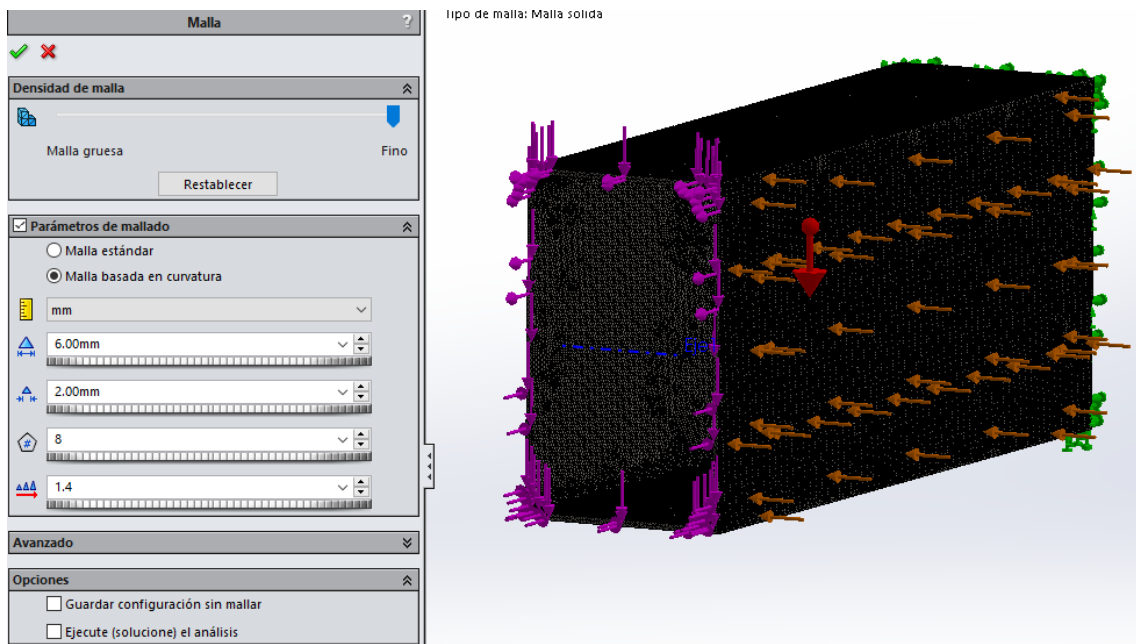 Malla
?
Tipo de malla: Malla sólida
Densidad de malla
Malla gruesa
Fino
Restablecer
Parámetros de mallado
Malla estándar
Malla basada en curvatura
mm
6.00mm
2.00mm
#
8
1.4
Avanzado
Opciones
Guardar configuración sin mallar
Ejecute (solucione) el análisis